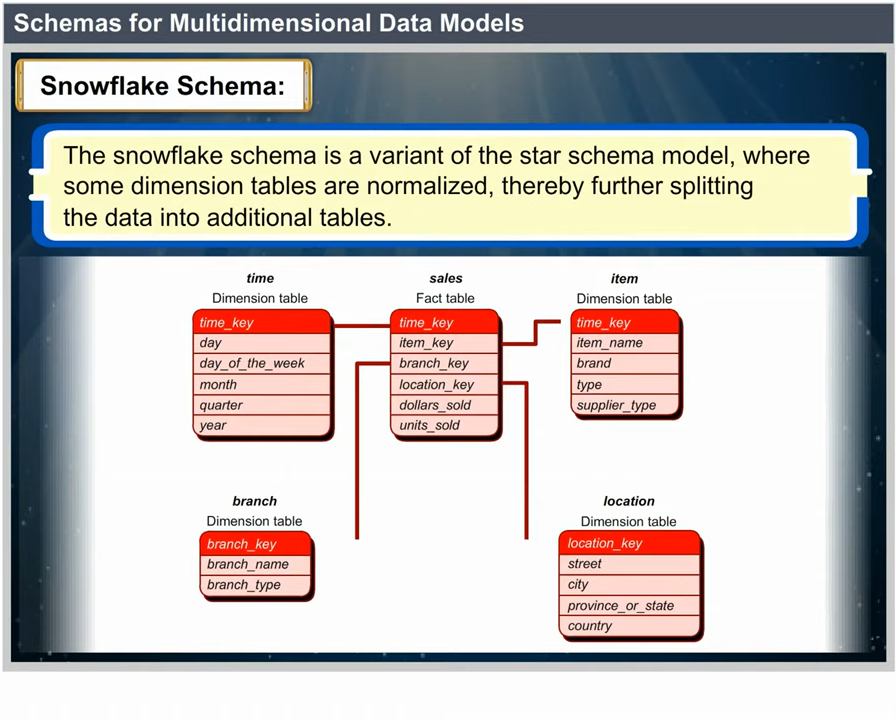 Schemas for Multidimensional Data Models
Snowflake Schema:
The snowflake schema is a variant of the star schema model, where
some dimension tables are normalized, thereby further splitting
the data into additional tables.
time
Dimension table
time_key
day
day_of_the_week
month
quarter
year
sales
Fact table
time_key
item_key
branch_key
location_key
dollars_sold
units_sold
item
Dimension table
time_key
item_name
brand
type
supplier_type
branch
Dimension table
branch_key
branch_name
branch_type
location
Dimension table
location_key
street
city
province_or_state
country